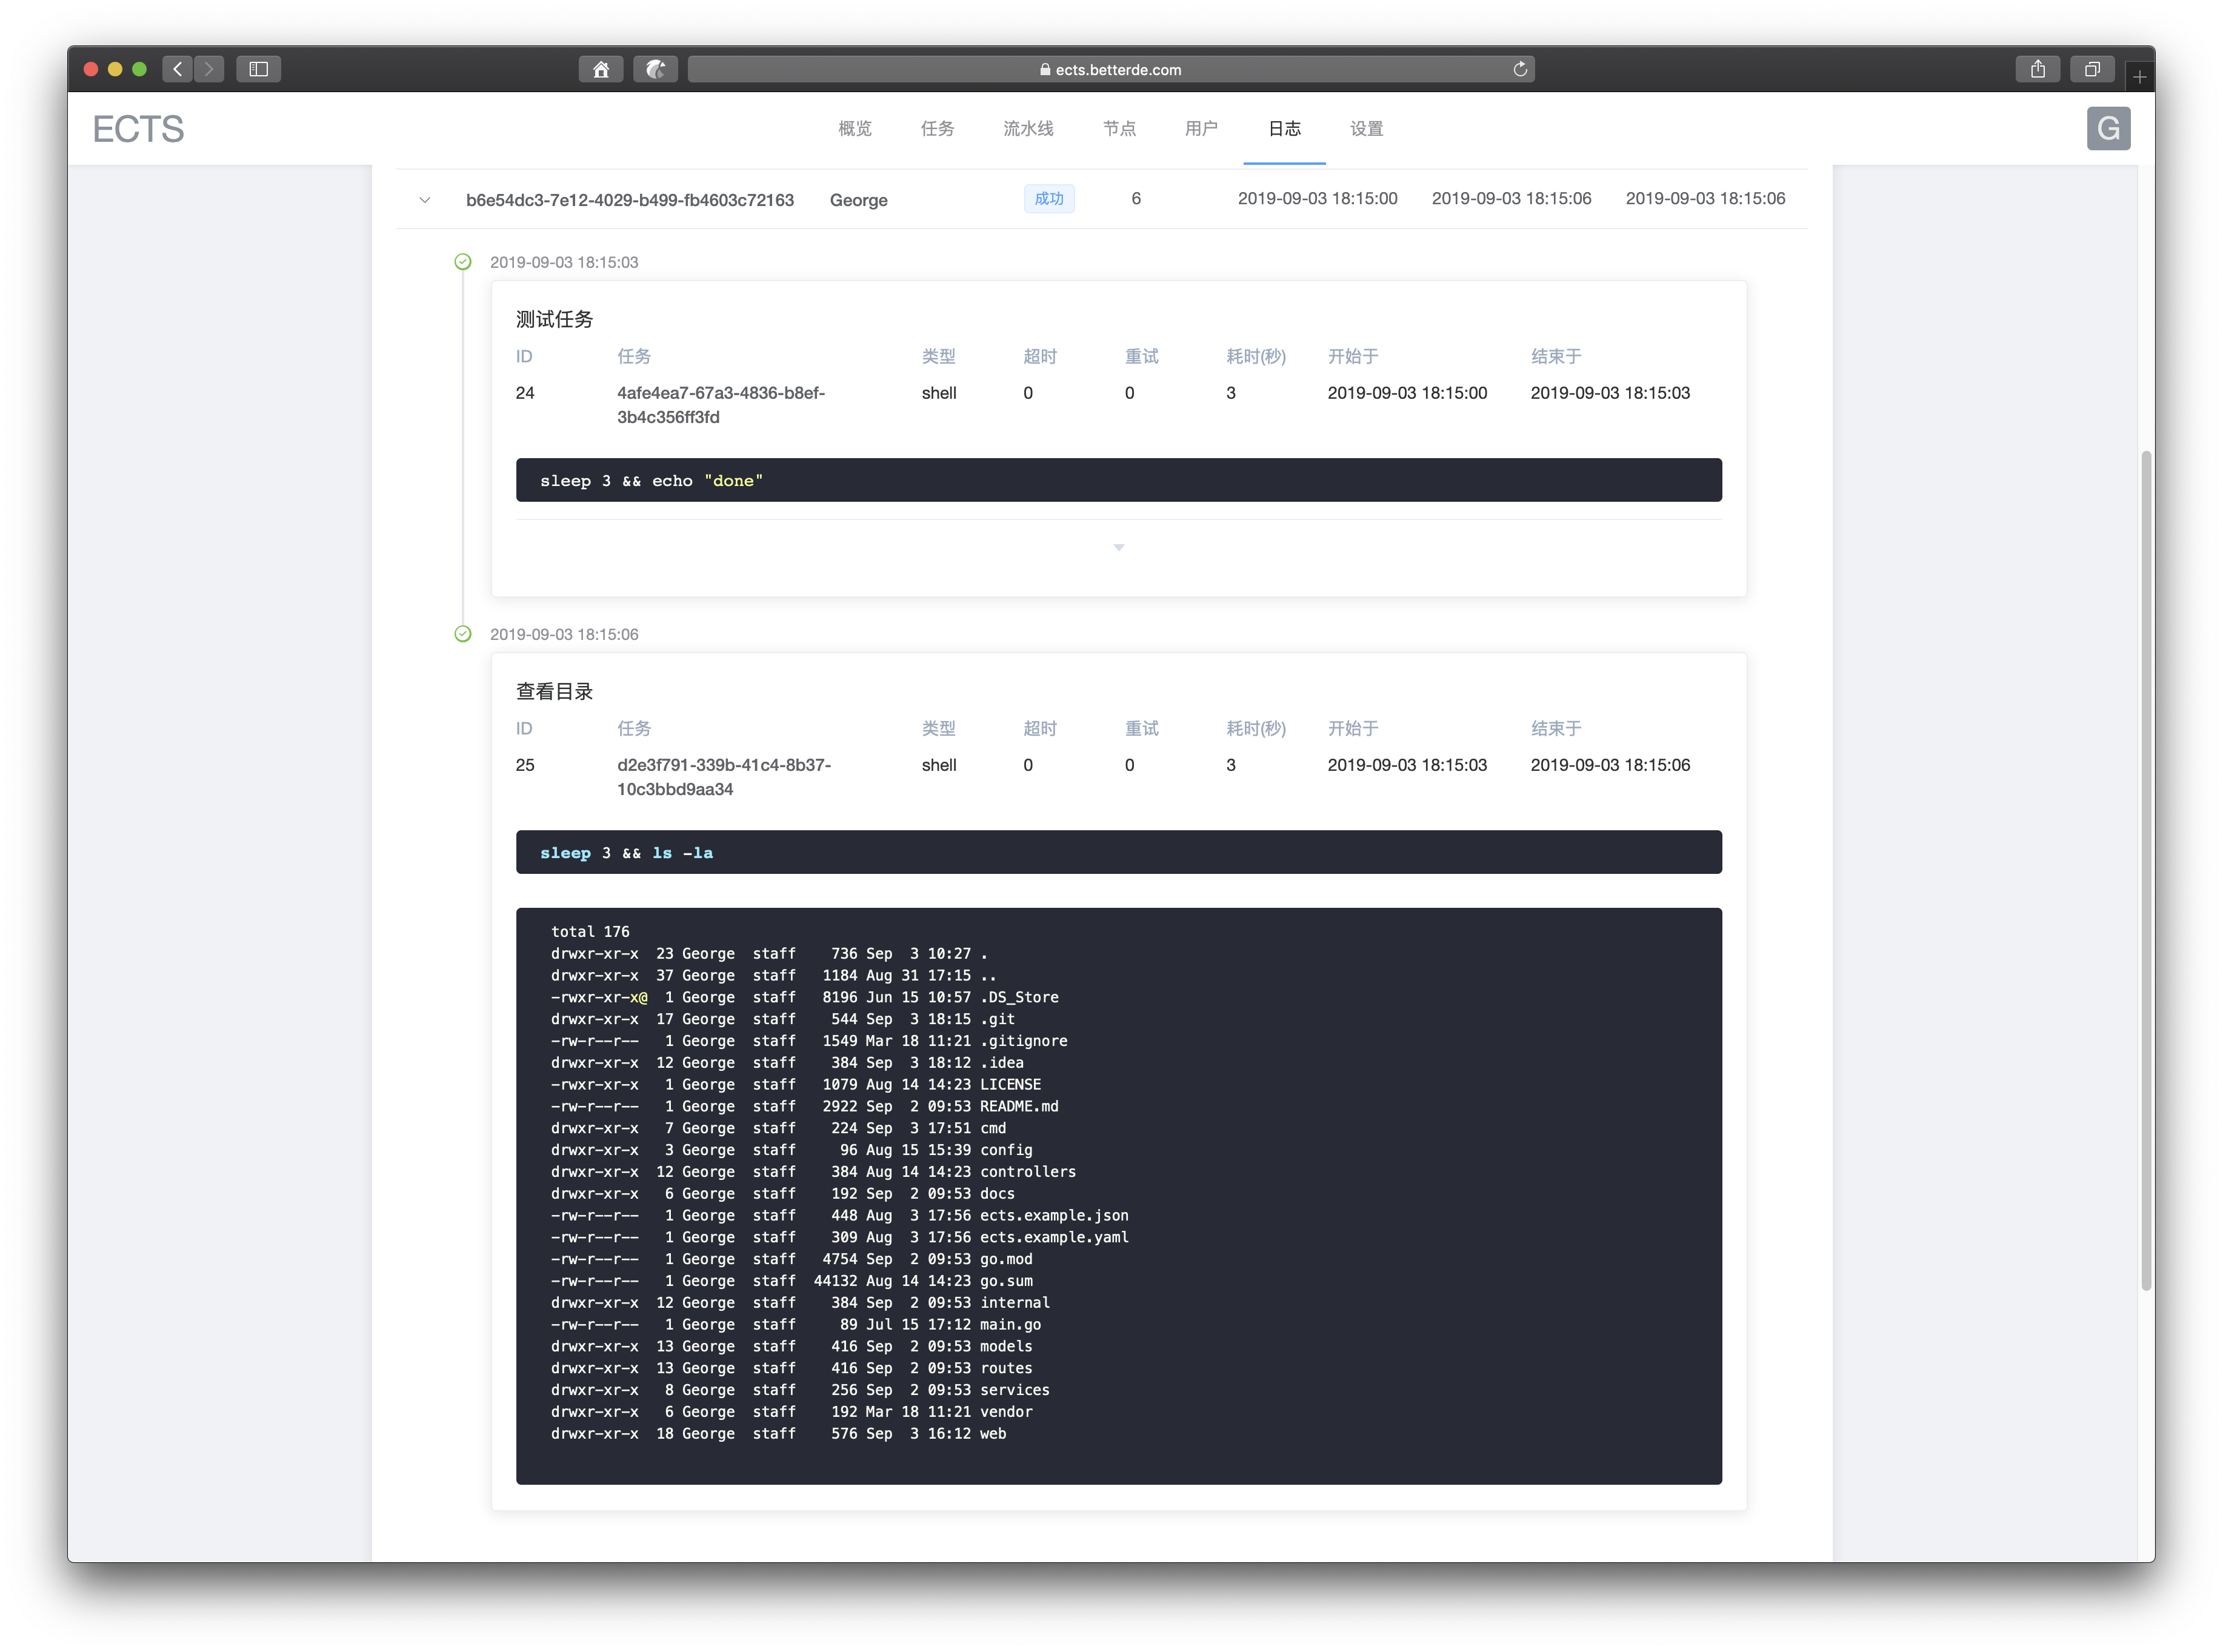 ects.betterde.com
ECTS 概览 任务 流水线 节点 用户 日志 设置 G
b6e54dc3-7e12-4029-b499-fb4603c72163 George 成功 6 2019-09-03 18:15:00 2019-09-03 18:15:06 2019-09-03 18:15:06
2019-09-03 18:15:03
测试任务
ID 任务 类型 超时 重试 耗时(秒) 开始于 结束于
24 4afe4ea7-67a3-4836-b8ef- shell 0 0 3 2019-09-03 18:15:00 2019-09-03 18:15:03
3b4c356ff3fd
sleep 3 && echo "done"
2019-09-03 18:15:06
查看目录
ID 任务 类型 超时 重试 耗时(秒) 开始于 结束于
25 d2e3f791-339b-41c4-8b37- shell 0 0 3 2019-09-03 18:15:03 2019-09-03 18:15:06
10c3bbd9aa34
sleep 3 && ls -la
total 176
drwxr-xr-x  23 George  staff    736 Sep  3 10:27 .
drwxr-xr-x  37 George  staff   1184 Aug 31 17:15 ..
-rwxr-xr-x@  1 George  staff   8196 Jun 15 10:57 .DS_Store
drwxr-xr-x  17 George  staff    544 Sep  3 18:15 .git
-rw-r--r--   1 George  staff   1549 Mar 18 11:21 .gitignore
drwxr-xr-x  12 George  staff    384 Sep  3 18:12 .idea
-rwxr-xr-x   1 George  staff   1079 Aug 14 14:23 LICENSE
-rw-r--r--   1 George  staff   2922 Sep  2 09:53 README.md
drwxr-xr-x   7 George  staff    224 Sep  3 17:51 cmd
drwxr-xr-x   3 George  staff     96 Aug 15 15:39 config
drwxr-xr-x  12 George  staff    384 Aug 14 14:23 controllers
drwxr-xr-x   6 George  staff    192 Sep  2 09:53 docs
-rw-r--r--   1 George  staff    448 Aug  3 17:56 ects.example.json
-rw-r--r--   1 George  staff    309 Aug  3 17:56 ects.example.yaml
-rw-r--r--   1 George  staff   4754 Sep  2 09:53 go.mod
-rw-r--r--   1 George  staff  44132 Aug 14 14:23 go.sum
drwxr-xr-x  12 George  staff    384 Sep  2 09:53 internal
-rw-r--r--   1 George  staff     89 Jul 15 17:12 main.go
drwxr-xr-x  13 George  staff    416 Sep  2 09:53 models
drwxr-xr-x  13 George  staff    416 Sep  2 09:53 routes
drwxr-xr-x   8 George  staff    256 Sep  2 09:53 services
drwxr-xr-x   6 George  staff    192 Mar 18 11:21 vendor
drwxr-xr-x  18 George  staff    576 Sep  3 16:12 web